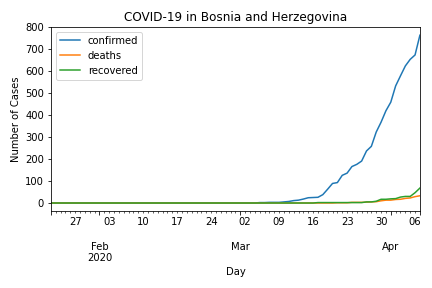 COVID-19 in Bosnia and Herzegovina
800
700
600
500
400
300
200
100
0
Number of Cases
confirmed
deaths
recovered
27 03 10 17 24 02 09 16 23 30 06
Feb Mar Apr
2020
Day